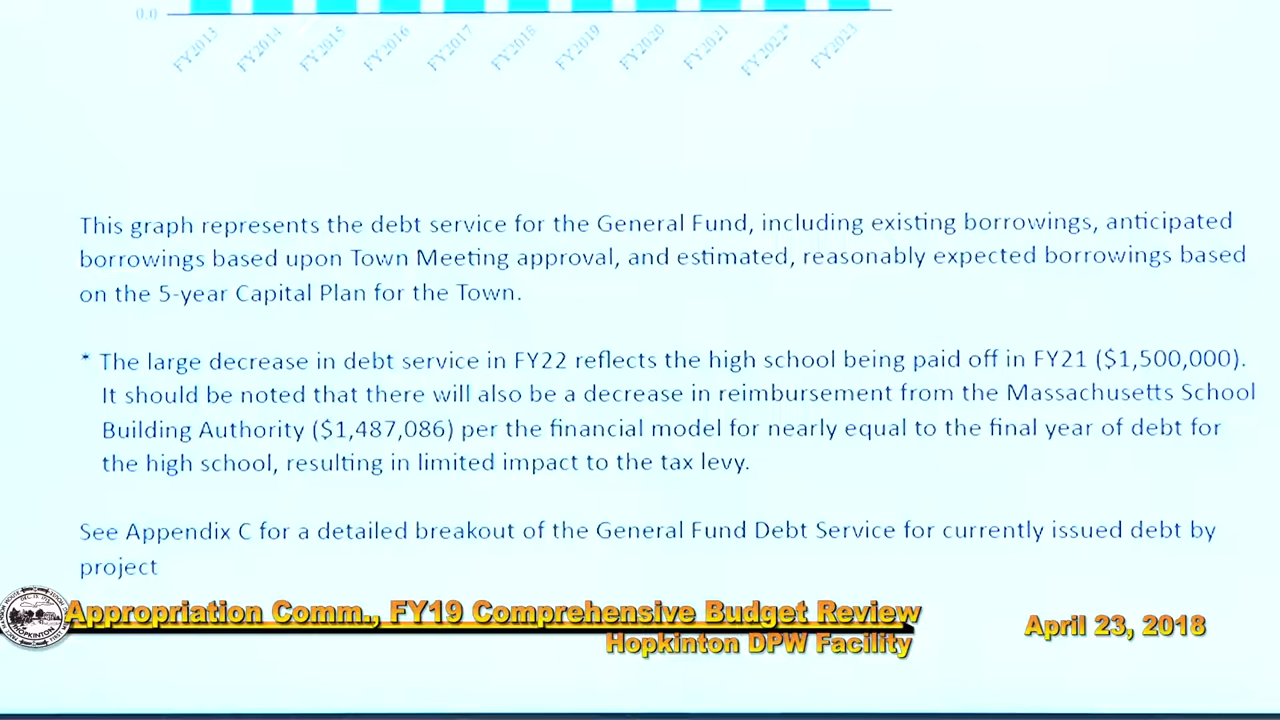 0.0
FY2013 FY2014 FY2015 FY2016 FY2017 FY2018 FY2019 FY2020 FY2021 FY2022* FY2023
This graph represents the debt service for the General Fund, including existing borrowings, anticipated
borrowings based upon Town Meeting approval, and estimated, reasonably expected borrowings based
on the 5-year Capital Plan for the Town.
* The large decrease in debt service in FY22 reflects the high school being paid off in FY21 ($1,500,000).
It should be noted that there will also be a decrease in reimbursement from the Massachusetts School
Building Authority ($1,487,086) per the financial model for nearly equal to the final year of debt for
the high school, resulting in limited impact to the tax levy.
See Appendix C for a detailed breakout of the General Fund Debt Service for currently issued debt by
project
HOPKINTON
Appropriation Comm., FY19 Comprehensive Budget Review
Hopkinton DPW Facility
April 23, 2018